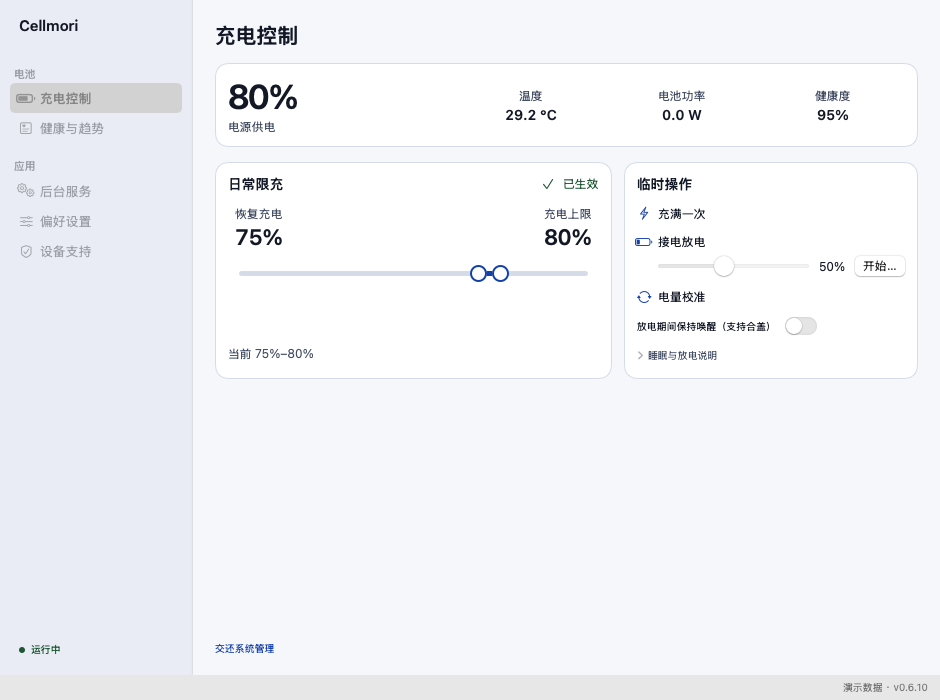 Cellmori
电池
充电控制
健康与趋势
应用
后台服务
偏好设置
设备支持
运行中
充电控制
80%
电源供电
温度
29.2 °C
电池功率
0.0 W
健康度
95%
日常限充
已生效
恢复充电
75%
充电上限
80%
当前 75%–80%
临时操作
充满一次
接电放电
50%
开始...
电量校准
放电期间保持唤醒（支持合盖）
睡眠与放电说明
交还系统管理
演示数据 · v0.6.10